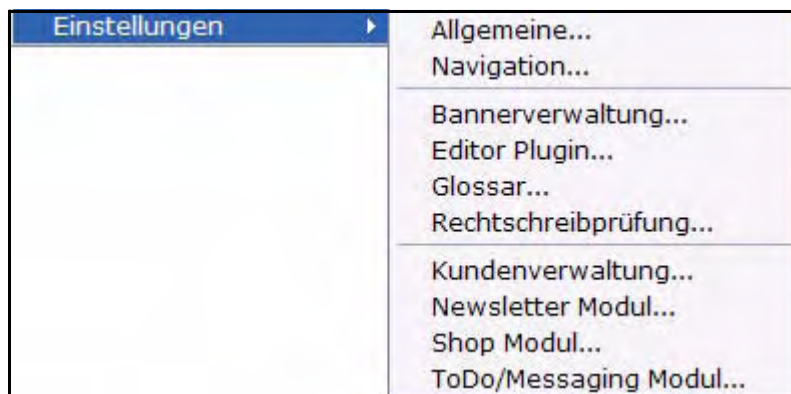 Einstellungen
Allgemeine...
Navigation...
Bannerverwaltung...
Editor Plugin...
Glossar...
Rechtschreibprüfung...
Kundenverwaltung...
Newsletter Modul...
Shop Modul...
ToDo/Messaging Modul...